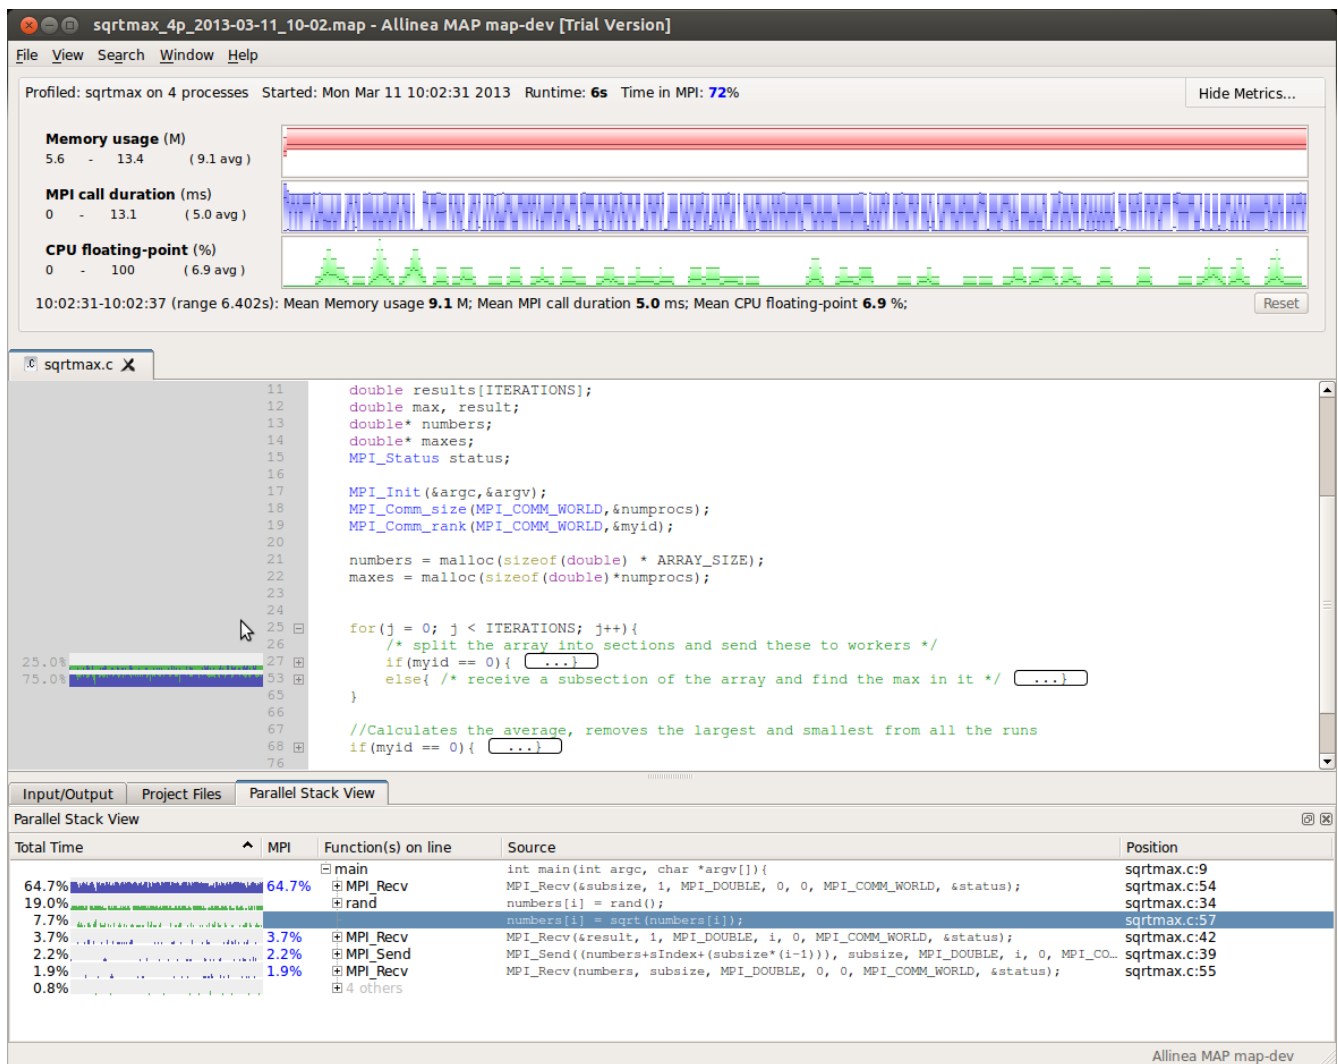 sqrtmax_4p_2013-03-11_10-02.map - Allinea MAP map-dev [Trial Version]
File View Search Window Help
Profiled: sqrtmax on 4 processes Started: Mon Mar 11 10:02:31 2013 Runtime: 6s Time in MPI: 72%
Hide Metrics...
Memory usage (M)
5.6 - 13.4 ( 9.1 avg )
MPI call duration (ms)
0 - 13.1 ( 5.0 avg )
CPU floating-point (%)
0 - 100 ( 6.9 avg )
10:02:31-10:02:37 (range 6.402s): Mean Memory usage 9.1 M; Mean MPI call duration 5.0 ms; Mean CPU floating-point 6.9 %;
Reset
sqrtmax.c
11 double results[ITERATIONS];
12 double max, result;
13 double* numbers;
14 double* maxes;
15 MPI_Status status;
16
17 MPI_Init(&argc,&argv);
18 MPI_Comm_size(MPI_COMM_WORLD,&numprocs);
19 MPI_Comm_rank(MPI_COMM_WORLD,&myid);
20
21 numbers = malloc(sizeof(double) * ARRAY_SIZE);
22 maxes = malloc(sizeof(double)*numprocs);
23
24
25 for(j = 0; j < ITERATIONS; j++){
26 /* split the array into sections and send these to workers */
25.0% 27 if(myid == 0){ ...}
75.0% 53 else{ /* receive a subsection of the array and find the max in it */ ...}
65 }
66
67 //Calculates the average, removes the largest and smallest from all the runs
68 if(myid == 0){ ...}
76
Input/Output Project Files Parallel Stack View
Parallel Stack View
Total Time MPI Function(s) on line Source Position
main int main(int argc, char *argv[]){ sqrtmax.c:9
64.7% 64.7% MPI_Recv MPI_Recv(&subsize, 1, MPI_DOUBLE, 0, 0, MPI_COMM_WORLD, &status); sqrtmax.c:54
19.0% rand numbers[i] = rand(); sqrtmax.c:34
7.7% numbers[i] = sqrt(numbers[i]); sqrtmax.c:57
3.7% 3.7% MPI_Recv MPI_Recv(&result, 1, MPI_DOUBLE, i, 0, MPI_COMM_WORLD, &status); sqrtmax.c:42
2.2% 2.2% MPI_Send MPI_Send((numbers+sIndex+(subsize*(i-1))), subsize, MPI_DOUBLE, i, 0, MPI_CO... sqrtmax.c:39
1.9% 1.9% MPI_Recv MPI_Recv(numbers, subsize, MPI_DOUBLE, 0, 0, MPI_COMM_WORLD, &status); sqrtmax.c:55
0.8% 4 others
Allinea MAP map-dev